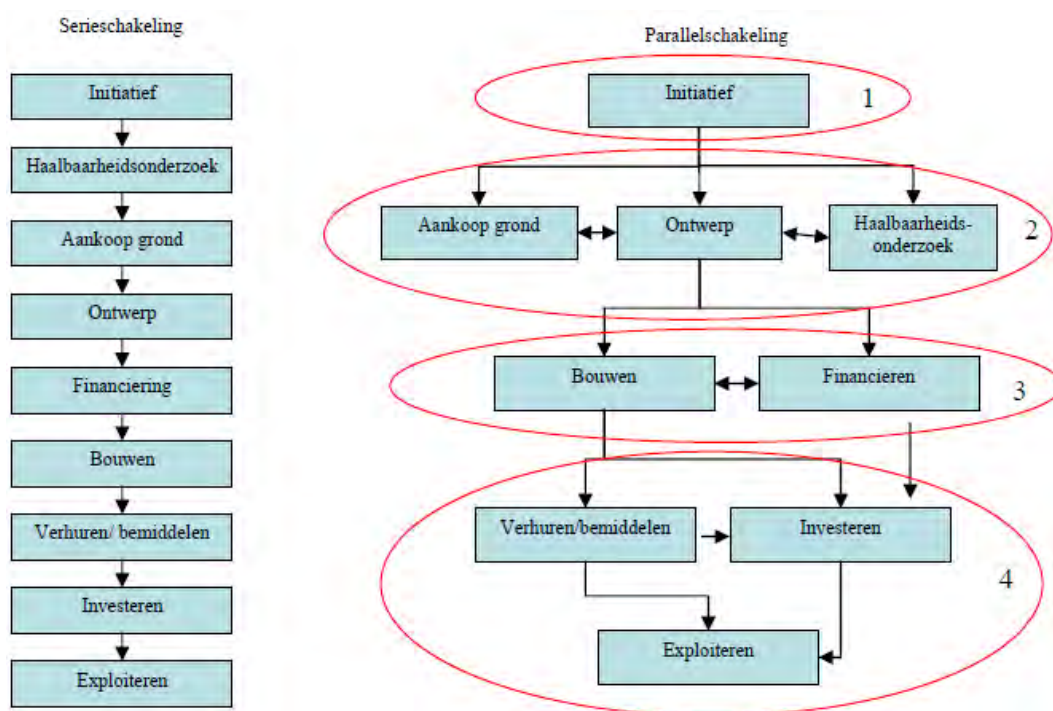 Serieschakeling
Initiatief
Haalbaarheidsonderzoek
Aankoop grond
Ontwerp
Financiering
Bouwen
Verhuren/ bemiddelen
Investeren
Exploiteren
Parallelschakeling
Initiatief
1
Aankoop grond
Ontwerp
Haalbaarheids-
onderzoek
2
Bouwen
Financieren
3
Verhuren/bemiddelen
Investeren
4
Exploiteren